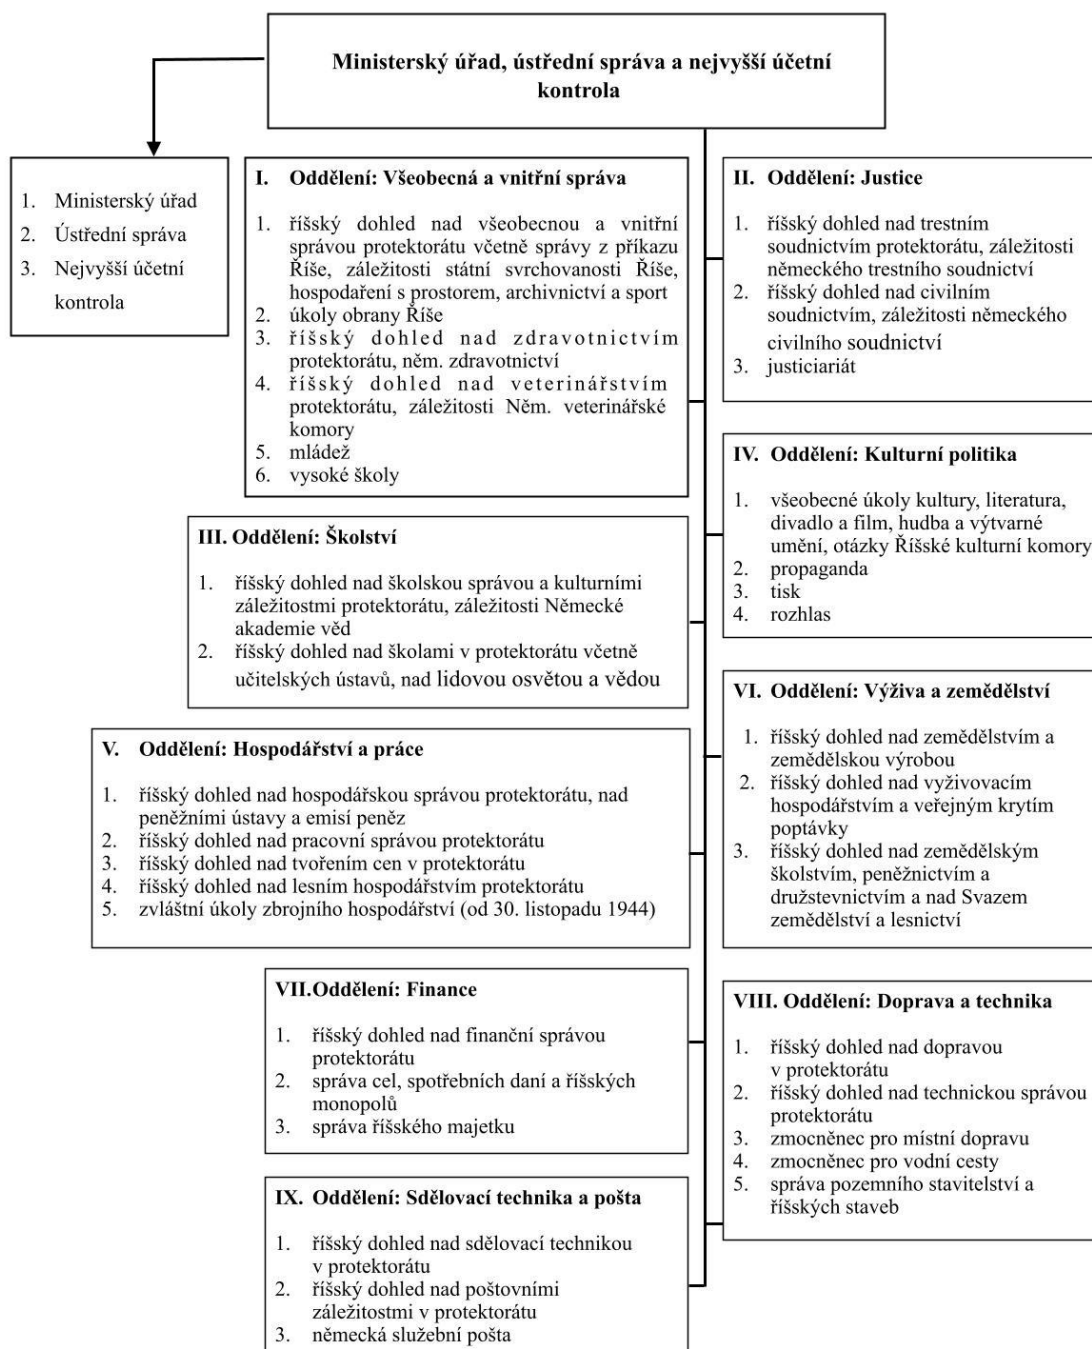 Ministerský úřad, ústřední správa a nejvyšší účetní
kontrola
1. Ministerský úřad
2. Ústřední správa
3. Nejvyšší účetní
kontrola
I. Oddělení: Všeobecná a vnitřní správa
1. říšský dohled nad všeobecnou a vnitřní
správou protektorátu včetně správy z příkazu
Říše, záležitosti státní svrchovanosti Říše,
hospodaření s prostorem, archivnictví a sport
2. úkoly obrany Říše
3. říšský dohled nad zdravotnictvím
protektorátu, něm. zdravotnictví
4. říšský dohled nad veterinářstvím
protektorátu, záležitosti Něm. veterinářské
komory
5. mládež
6. vysoké školy
II. Oddělení: Justice
1. říšský dohled nad trestním
soudnictvím protektorátu, záležitosti
německého trestního soudnictví
2. říšský dohled nad civilním
soudnictvím, záležitosti německého
civilního soudnictví
3. justiciariát
III. Oddělení: Školství
1. říšský dohled nad školskou správou a kulturními
záležitostmi protektorátu, záležitosti Německé
akademie věd
2. říšský dohled nad školami v protektorátu včetně
učitelských ústavů, nad lidovou osvětou a vědou
IV. Oddělení: Kulturní politika
1. všeobecné úkoly kultury, literatura,
divadlo a film, hudba a výtvarné
umění, otázky Říšské kulturní komory
2. propaganda
3. tisk
4. rozhlas
V. Oddělení: Hospodářství a práce
1. říšský dohled nad hospodářskou správou protektorátu, nad
peněžními ústavy a emisí peněz
2. říšský dohled nad pracovní správou protektorátu
3. říšský dohled nad tvořením cen v protektorátu
4. říšský dohled nad lesním hospodářstvím protektorátu
5. zvláštní úkoly zbrojního hospodářství (od 30. listopadu 1944)
VI. Oddělení: Výživa a zemědělství
1. říšský dohled nad zemědělstvím a
zemědělskou výrobou
2. říšský dohled nad vyživovacím
hospodářstvím a veřejným krytím
poptávky
3. říšský dohled nad zemědělským
školstvím, peněžnictvím a
družstevnictvím a nad Svazem
zemědělství a lesnictví
VII.Oddělení: Finance
1. říšský dohled nad finanční správou
protektorátu
2. správa cel, spotřebních daní a říšských
monopolů
3. správa říšského majetku
VIII. Oddělení: Doprava a technika
1. říšský dohled nad dopravou
v protektorátu
2. říšský dohled nad technickou správou
protektorátu
3. zmocněnec pro místní dopravu
4. zmocněnec pro vodní cesty
5. správa pozemního stavitelství a
říšských staveb
IX. Oddělení: Sdělovací technika a pošta
1. říšský dohled nad sdělovací technikou
v protektorátu
2. říšský dohled nad poštovními
záležitostmi v protektorátu
3. německá služební pošta